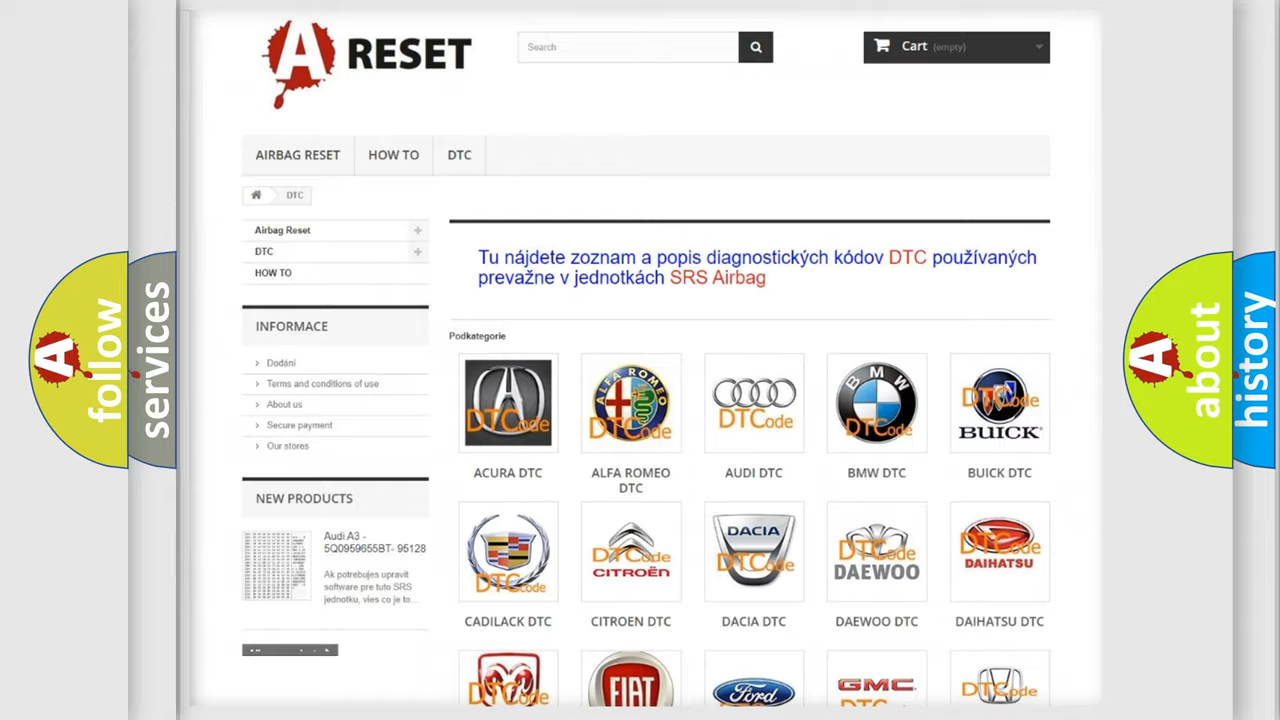 A RESET
Search
Cart (empty)
AIRBAG RESET
HOW TO
DTC
DTC
Airbag Reset
DTC
HOW TO
INFORMACE
Dodání
Terms and conditions of use
About us
Secure payment
Our stores
NEW PRODUCTS
Audi A3 -
5Q0959655BT- 95128
Ak potrebujes upravit
software pre tuto SRS
jednotku, vies co je to...
Tu nájdete zoznam a popis diagnostických kódov DTC používaných
prevažne v jednotkách SRS Airbag
Podkategorie
DTCode
ALFA ROMEO
DTCode
DTCode
BMW
DTCode
DTCode
BUICK
ACURA DTC
ALFA ROMEO
DTC
AUDI DTC
BMW DTC
BUICK DTC
DTCode
DTCode
CITROËN
DACIA
DTCode
DTCode
DAEWOO
DTCode
DAIHATSU
CADILACK DTC
CITROEN DTC
DACIA DTC
DAEWOO DTC
DAIHATSU DTC
DTCode
FIAT
Ford
GMC
DTCode
A
follow
services
A
about
history